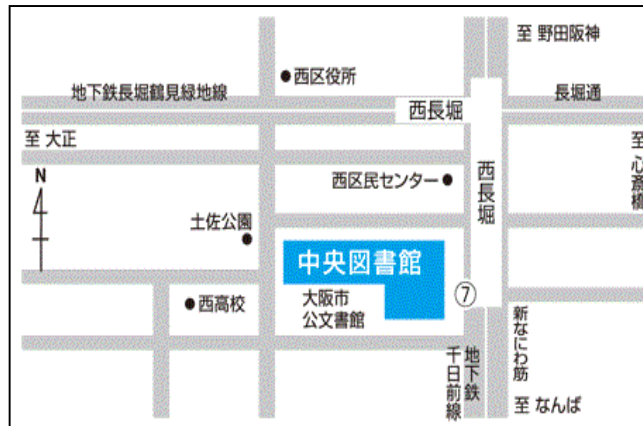 至 野田阪神
西区役所
地下鉄長堀鶴見緑地線
長堀通
西長堀
至 大正
至 心斎橋
N
西区民センター
西長堀
土佐公園
中央図書館
大阪市
公文書館
⑦
西高校
新なにわ筋
地下鉄
千日前線
至 なんば